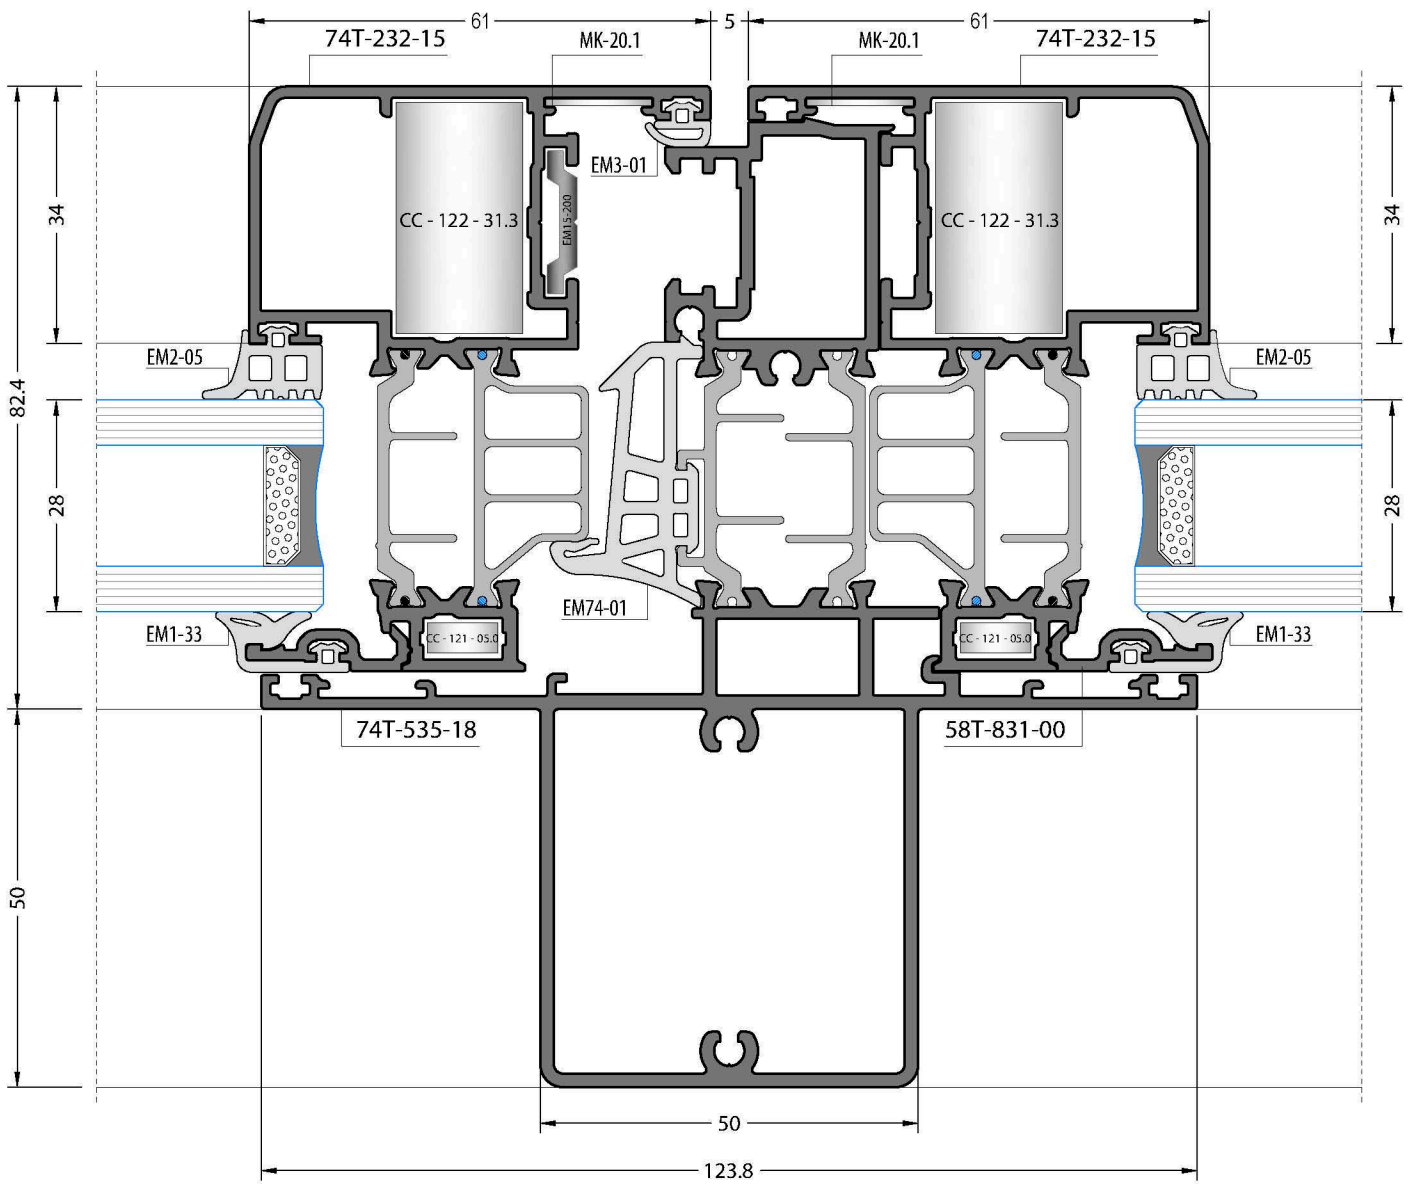 61
5
61
74T-232-15
MK-20.1
MK-20.1
74T-232-15
EM3-01
34
CC - 122 - 31.3
EM15-200
CC - 122 - 31.3
34
EM2-05
EM2-05
82.4
28
28
EM74-01
EM1-33
CC - 121 - 05.0
CC - 121 - 05.0
EM1-33
74T-535-18
58T-831-00
50
50
123.8